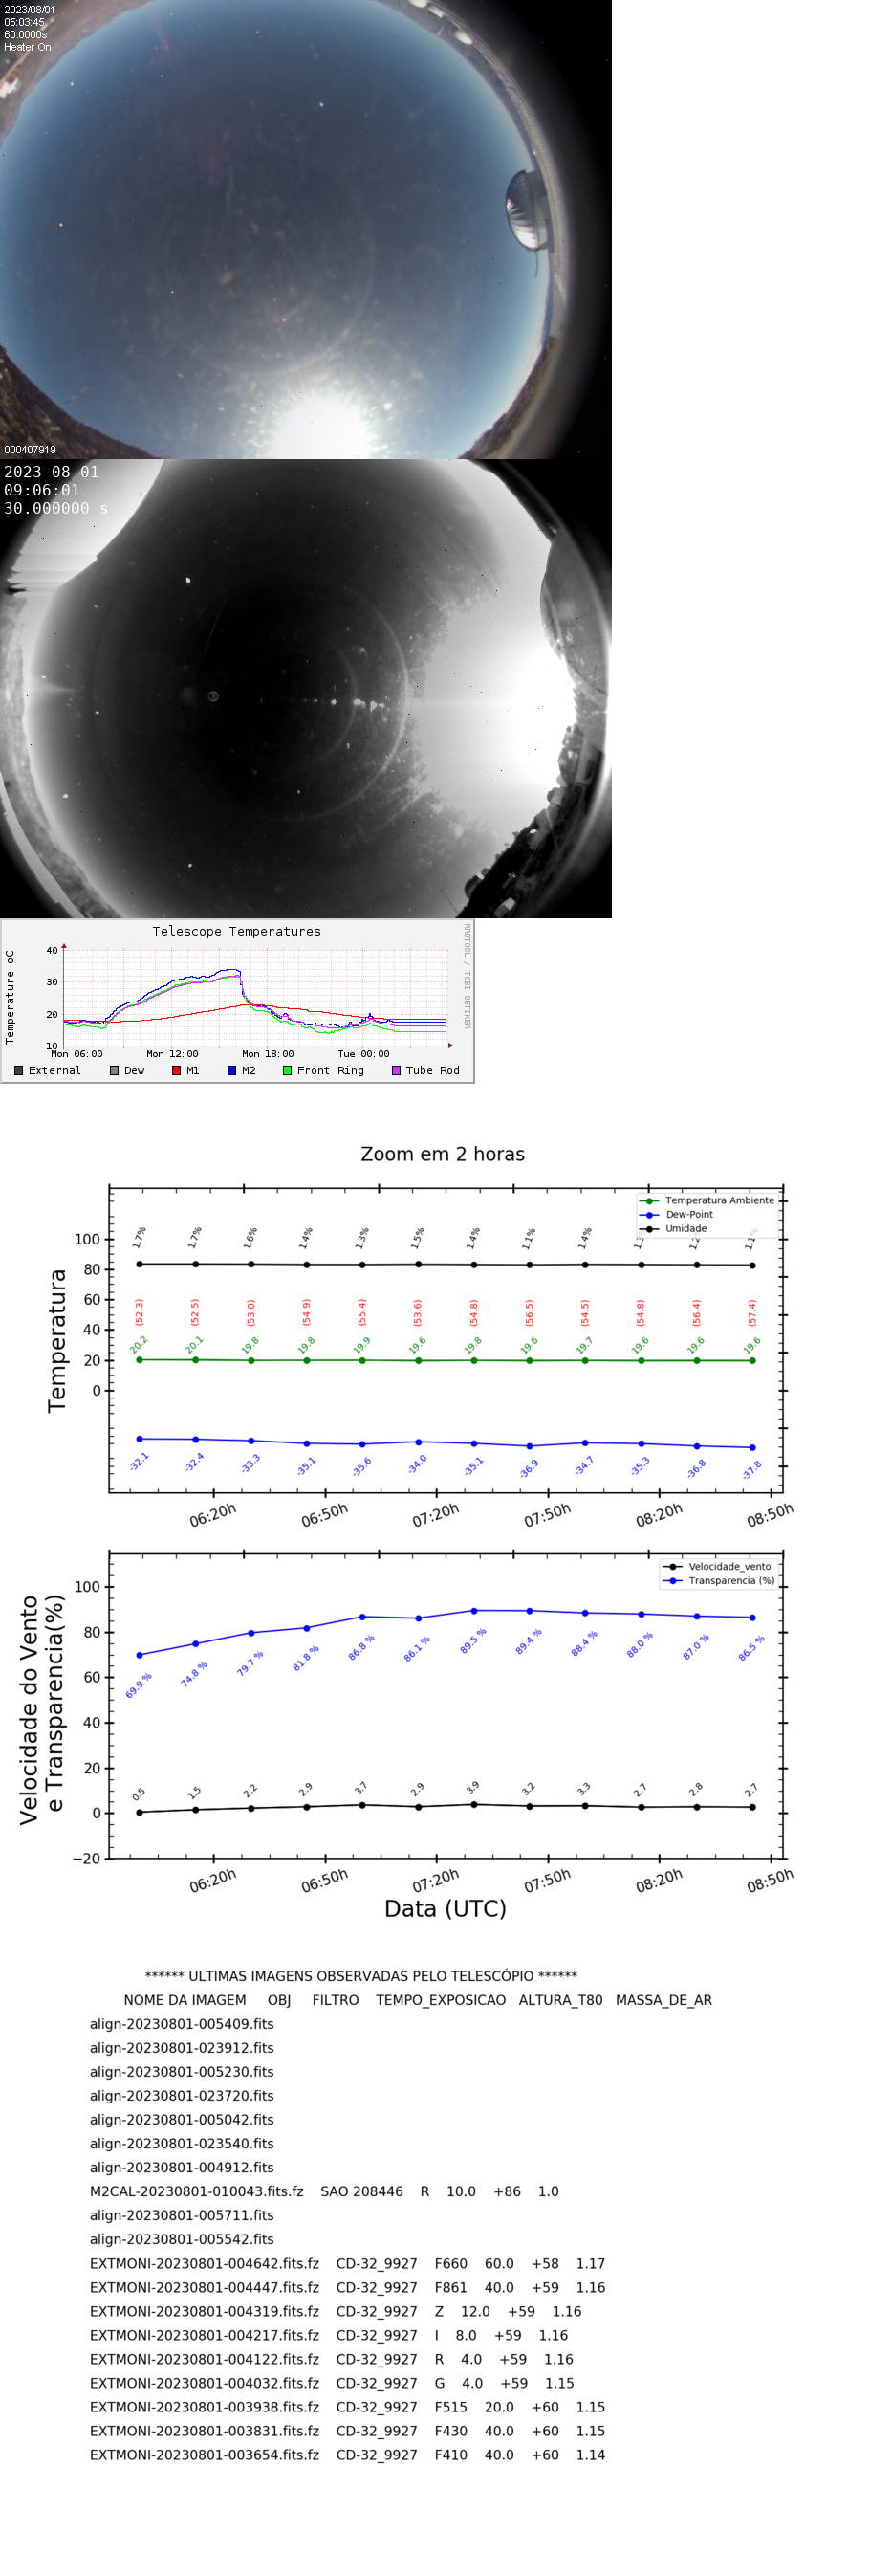 2023/08/01
05:03:45
60.0000s
Heater On
000407919
2023-08-01
09:06:01
30.000000 s
Telescope Temperatures
RRDTOOL / TOBI OETIKER
Temperature oC
40
30
20
10
Mon 06:00 Mon 12:00 Mon 18:00 Tue 00:00
External Dew M1 M2 Front Ring Tube Rod
Zoom em 2 horas
Temperatura Ambiente
Dew-Point
Umidade
Temperatura
100
80
60
40
20
0
1.7% 1.7% 1.6% 1.4% 1.3% 1.5% 1.4% 1.1% 1.4%
(52.3) (52.5) (53.0) (54.9) (55.4) (53.6) (54.8) (56.5) (54.5) (54.8) (56.4) (57.4)
20.2 20.1 19.8 19.8 19.9 19.6 19.8 19.6 19.7 19.6 19.6 19.6
-32.1 -32.4 -33.3 -35.1 -35.6 -34.0 -35.1 -36.9 -34.7 -35.3 -36.8 -37.8
06:20h 06:50h 07:20h 07:50h 08:20h 08:50h
Velocidade_vento
Transparencia (%)
Velocidade do Vento
e Transparencia(%)
100
80
60
40
20
0
−20
69.9 % 74.8 % 79.7 % 81.8 % 86.8 % 86.1 % 89.5 % 89.4 % 88.4 % 88.0 % 87.0 % 86.5 %
0.5 1.5 2.2 2.9 3.7 2.9 3.9 3.2 3.3 2.7 2.8 2.7
06:20h 06:50h 07:20h 07:50h 08:20h 08:50h
Data (UTC)
****** ULTIMAS IMAGENS OBSERVADAS PELO TELESCÓPIO ******
NOME DA IMAGEM OBJ FILTRO TEMPO_EXPOSICAO ALTURA_T80 MASSA_DE_AR
align-20230801-005409.fits
align-20230801-023912.fits
align-20230801-005230.fits
align-20230801-023720.fits
align-20230801-005042.fits
align-20230801-023540.fits
align-20230801-004912.fits
M2CAL-20230801-010043.fits.fz SAO 208446 R 10.0 +86 1.0
align-20230801-005711.fits
align-20230801-005542.fits
EXTMONI-20230801-004642.fits.fz CD-32_9927 F660 60.0 +58 1.17
EXTMONI-20230801-004447.fits.fz CD-32_9927 F861 40.0 +59 1.16
EXTMONI-20230801-004319.fits.fz CD-32_9927 Z 12.0 +59 1.16
EXTMONI-20230801-004217.fits.fz CD-32_9927 I 8.0 +59 1.16
EXTMONI-20230801-004122.fits.fz CD-32_9927 R 4.0 +59 1.16
EXTMONI-20230801-004032.fits.fz CD-32_9927 G 4.0 +59 1.15
EXTMONI-20230801-003938.fits.fz CD-32_9927 F515 20.0 +60 1.15
EXTMONI-20230801-003831.fits.fz CD-32_9927 F430 40.0 +60 1.15
EXTMONI-20230801-003654.fits.fz CD-32_9927 F410 40.0 +60 1.14